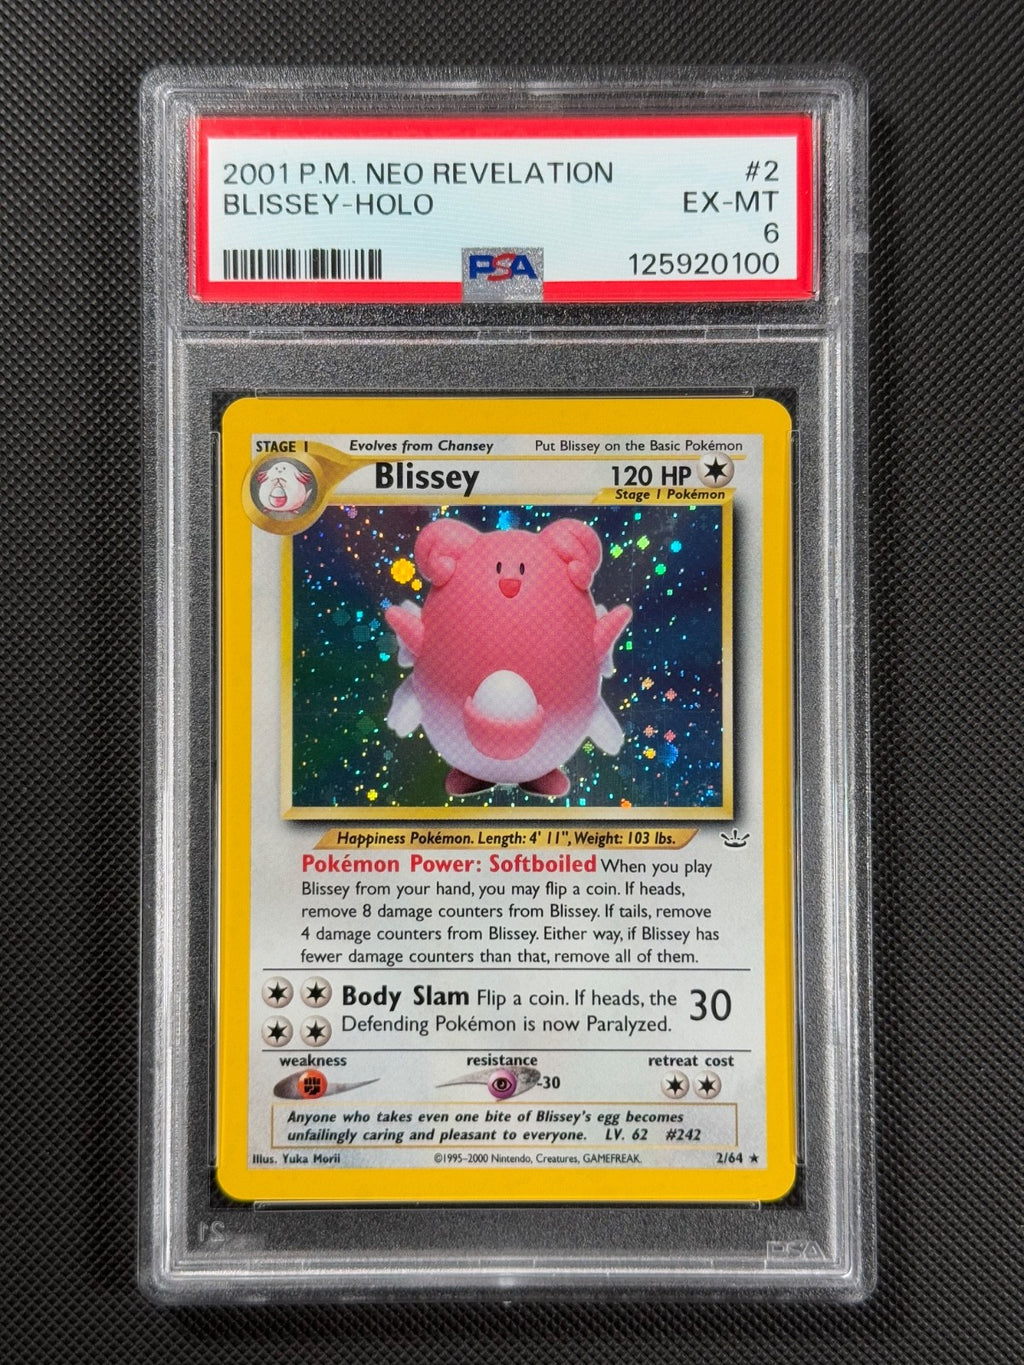 2001 P.M. NEO REVELATION #2
BLISSEY-HOLO EX-MT
6
PSA 125920100
STAGE 1 Evolves from Chansey Put Blissey on the Basic Pokémon
Blissey 120 HP
Stage 1 Pokémon
Happiness Pokémon. Length: 4' 11", Weight: 103 lbs.
Pokémon Power: Softboiled When you play
Blissey from your hand, you may flip a coin. If heads,
remove 8 damage counters from Blissey. If tails, remove
4 damage counters from Blissey. Either way, if Blissey has
fewer damage counters than that, remove all of them.
Body Slam Flip a coin. If heads, the 30
Defending Pokémon is now Paralyzed.
weakness resistance retreat cost
-30
Anyone who takes even one bite of Blissey's egg becomes
unfailingly caring and pleasant to everyone. LV. 62 #242
Illus. Yuka Morii ©1995-2000 Nintendo, Creatures, GAMEFREAK. 2/64 ★
21 PSA